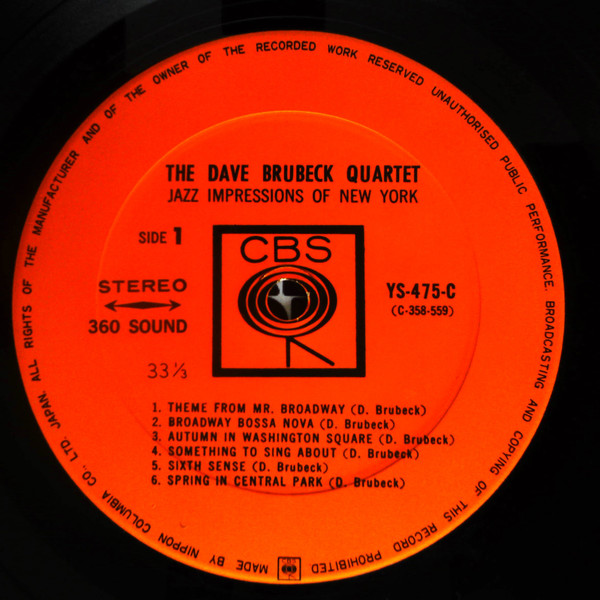 THE DAVE BRUBECK QUARTET
JAZZ IMPRESSIONS OF NEW YORK
SIDE 1
CBS
STEREO
360 SOUND
33⅓
YS-475-C
(C-358-559)
1. THEME FROM MR. BROADWAY (D. Brubeck)
2. BROADWAY BOSSA NOVA (D. Brubeck)
3. AUTUMN IN WASHINGTON SQUARE (D. Brubeck)
4. SOMETHING TO SING ABOUT (D. Brubeck)
5. SIXTH SENSE (D. Brubeck)
6. SPRING IN CENTRAL PARK (D. Brubeck)
MADE BY NIPPON COLUMBIA CO., LTD. JAPAN. ALL RIGHTS OF THE MANUFACTURER AND OF THE OWNER OF THE RECORDED WORK RESERVED UNAUTHORISED PUBLIC PERFORMANCE. BROADCASTING AND COPYING OF THIS RECORD PROHIBITED
CBS